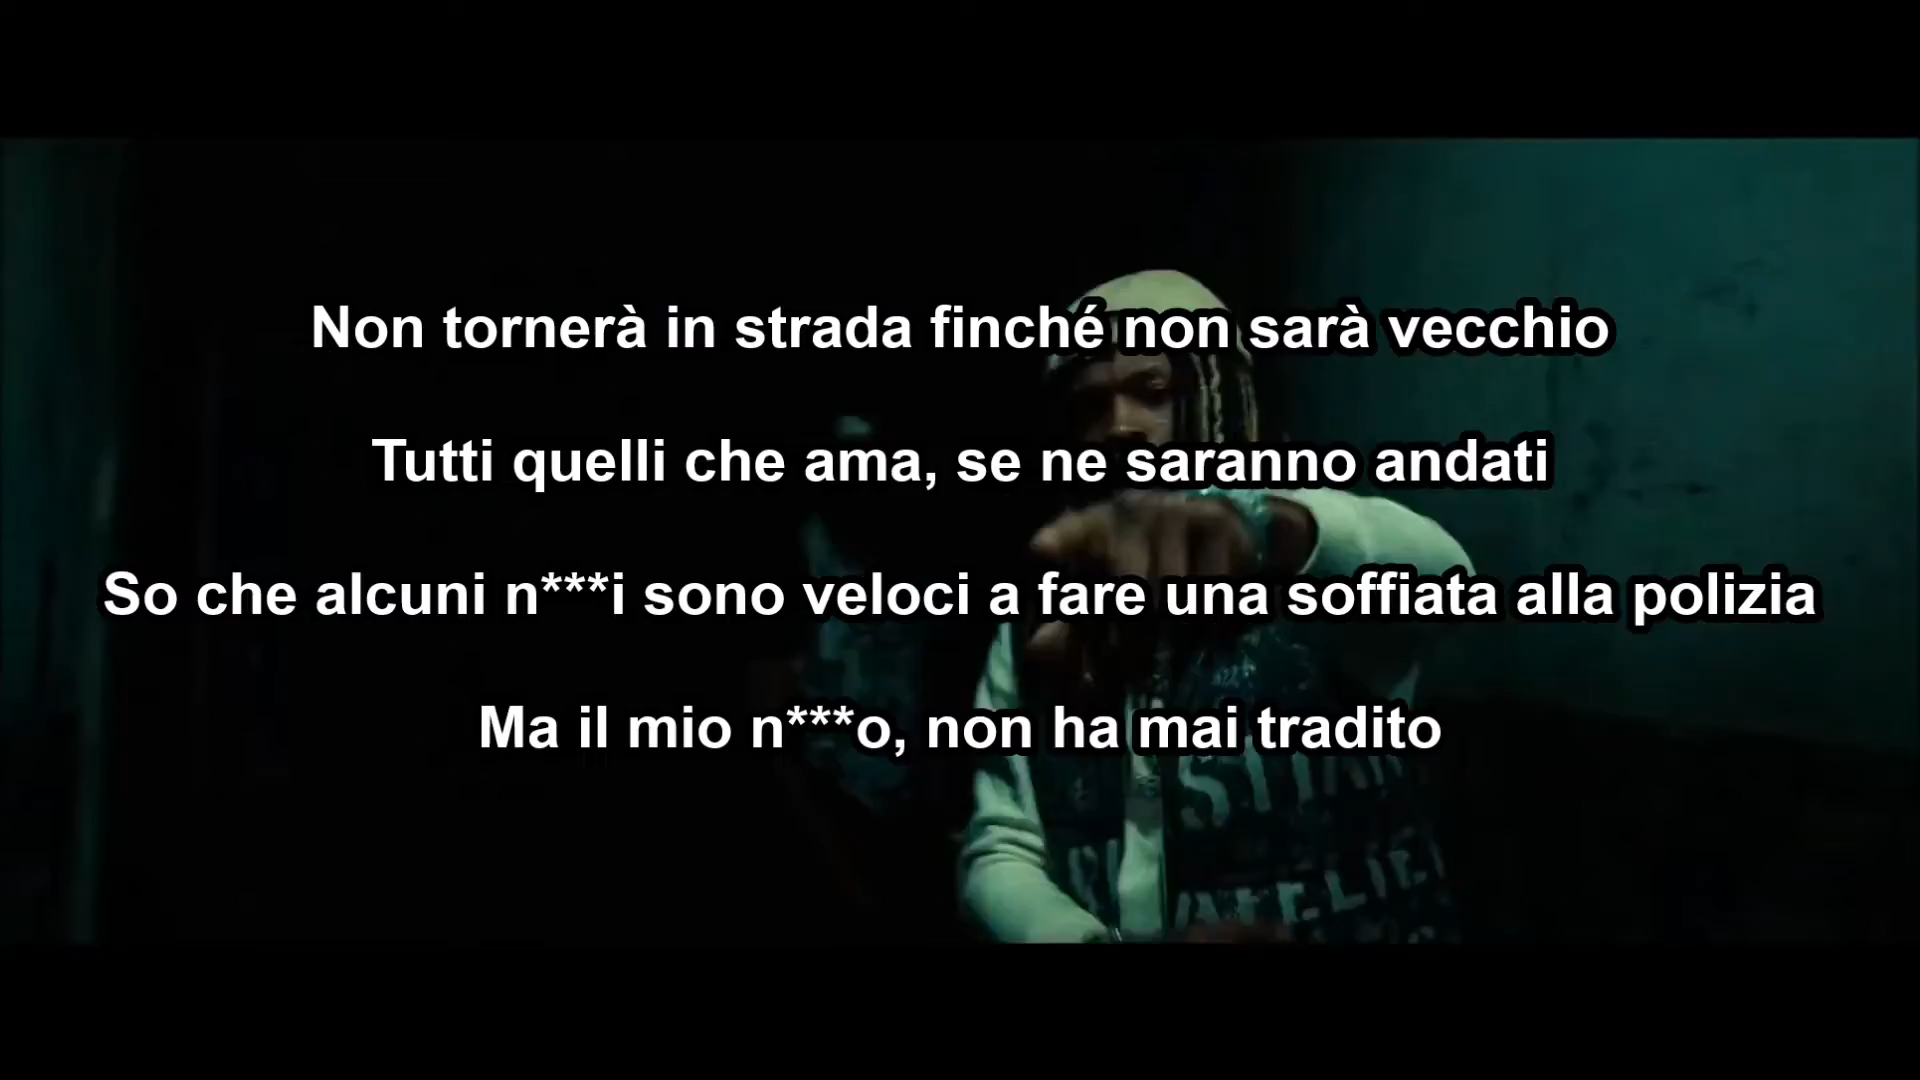 Non tornerà in strada finché non sarà vecchio
Tutti quelli che ama, se ne saranno andati
So che alcuni n***i sono veloci a fare una soffiata alla polizia
Ma il mio n***o, non ha mai tradito